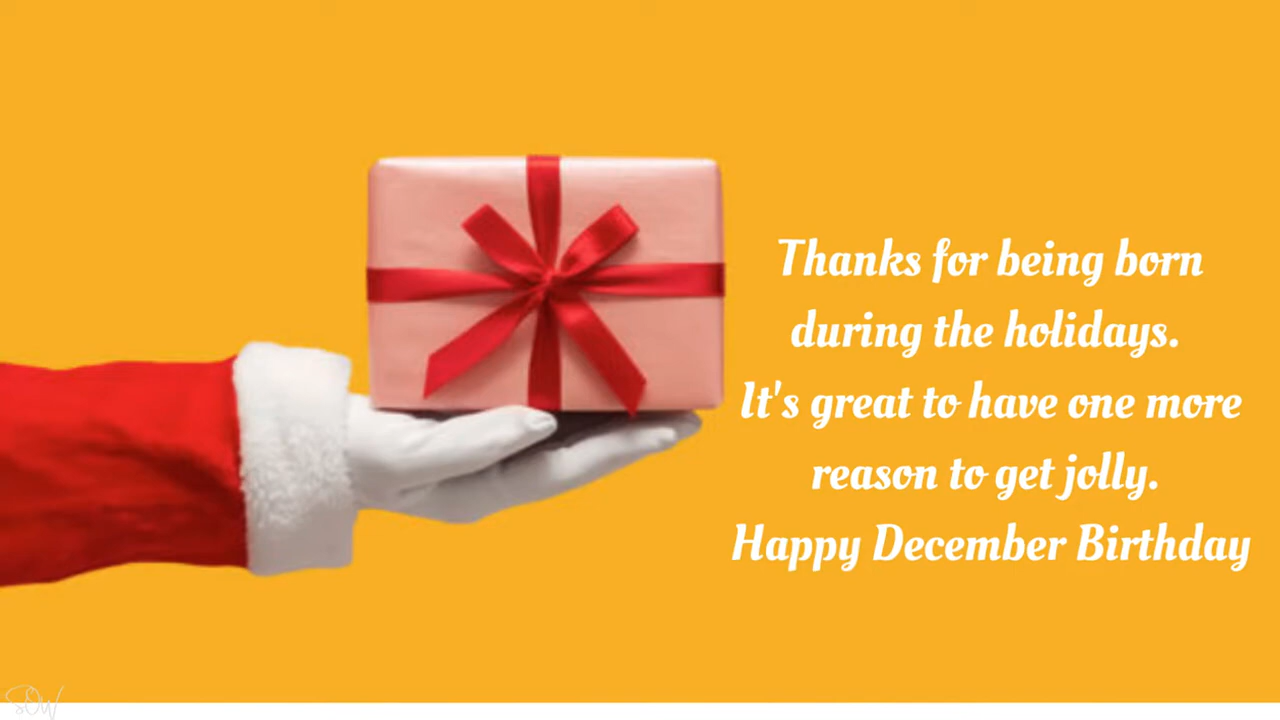 Thanks for being born
during the holidays.
It's great to have one more
reason to get jolly.
Happy December Birthday
SOW